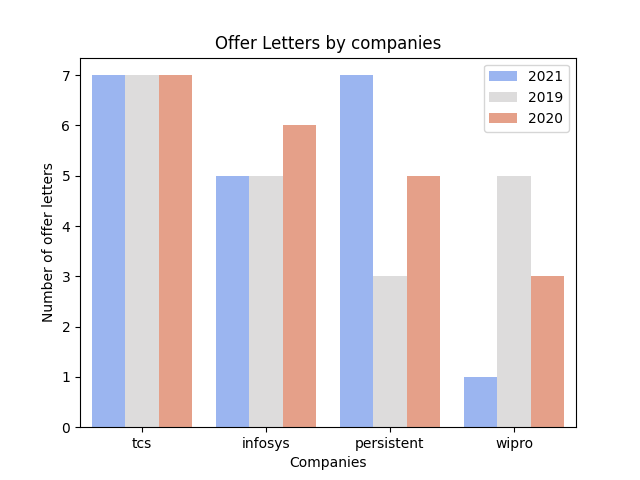 Offer Letters by companies
2021
2019
2020
7
6
5
4
3
2
1
0
Number of offer letters
tcs
infosys
persistent
wipro
Companies